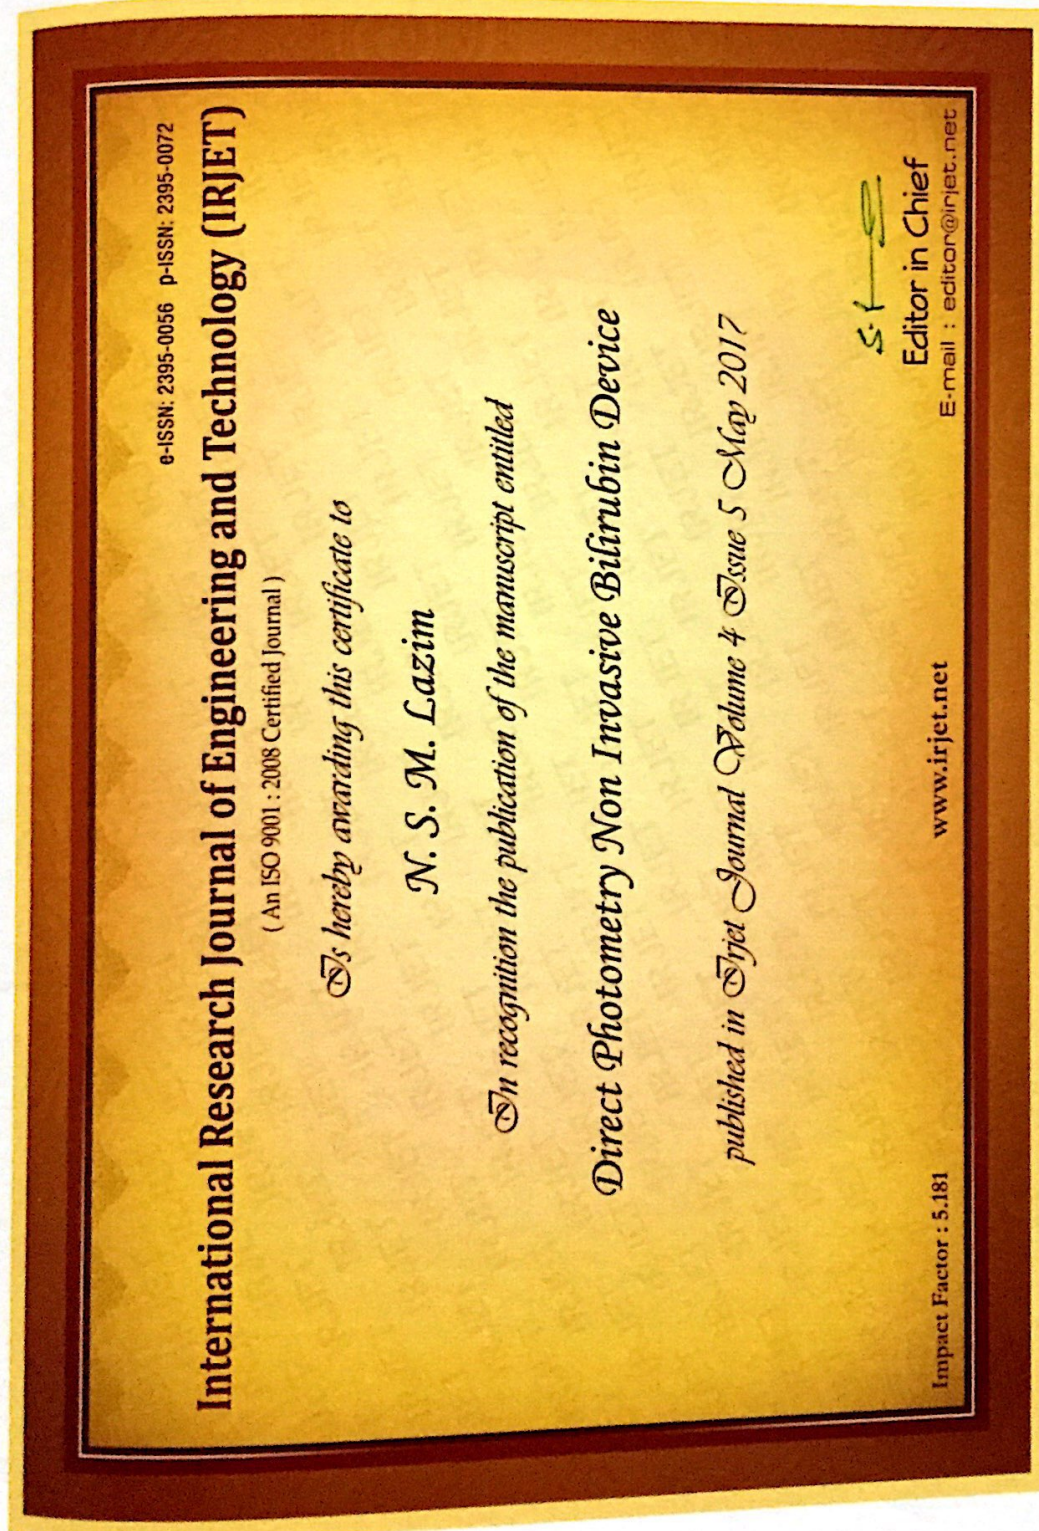 e-ISSN: 2395-0056 p-ISSN: 2395-0072
International Research Journal of Engineering and Technology (IRJET)
( An ISO 9001 : 2008 Certified Journal )
Is hereby awarding this certificate to
N. S. M. Lazim
In recognition the publication of the manuscript entitled
Direct Photometry Non Invasive Bilirubin Device
published in Irjet Journal Volume 4 Issue 5 May 2017
Editor in Chief
Impact Factor : 5.181 www.irjet.net E-mail : editor@irjet.net